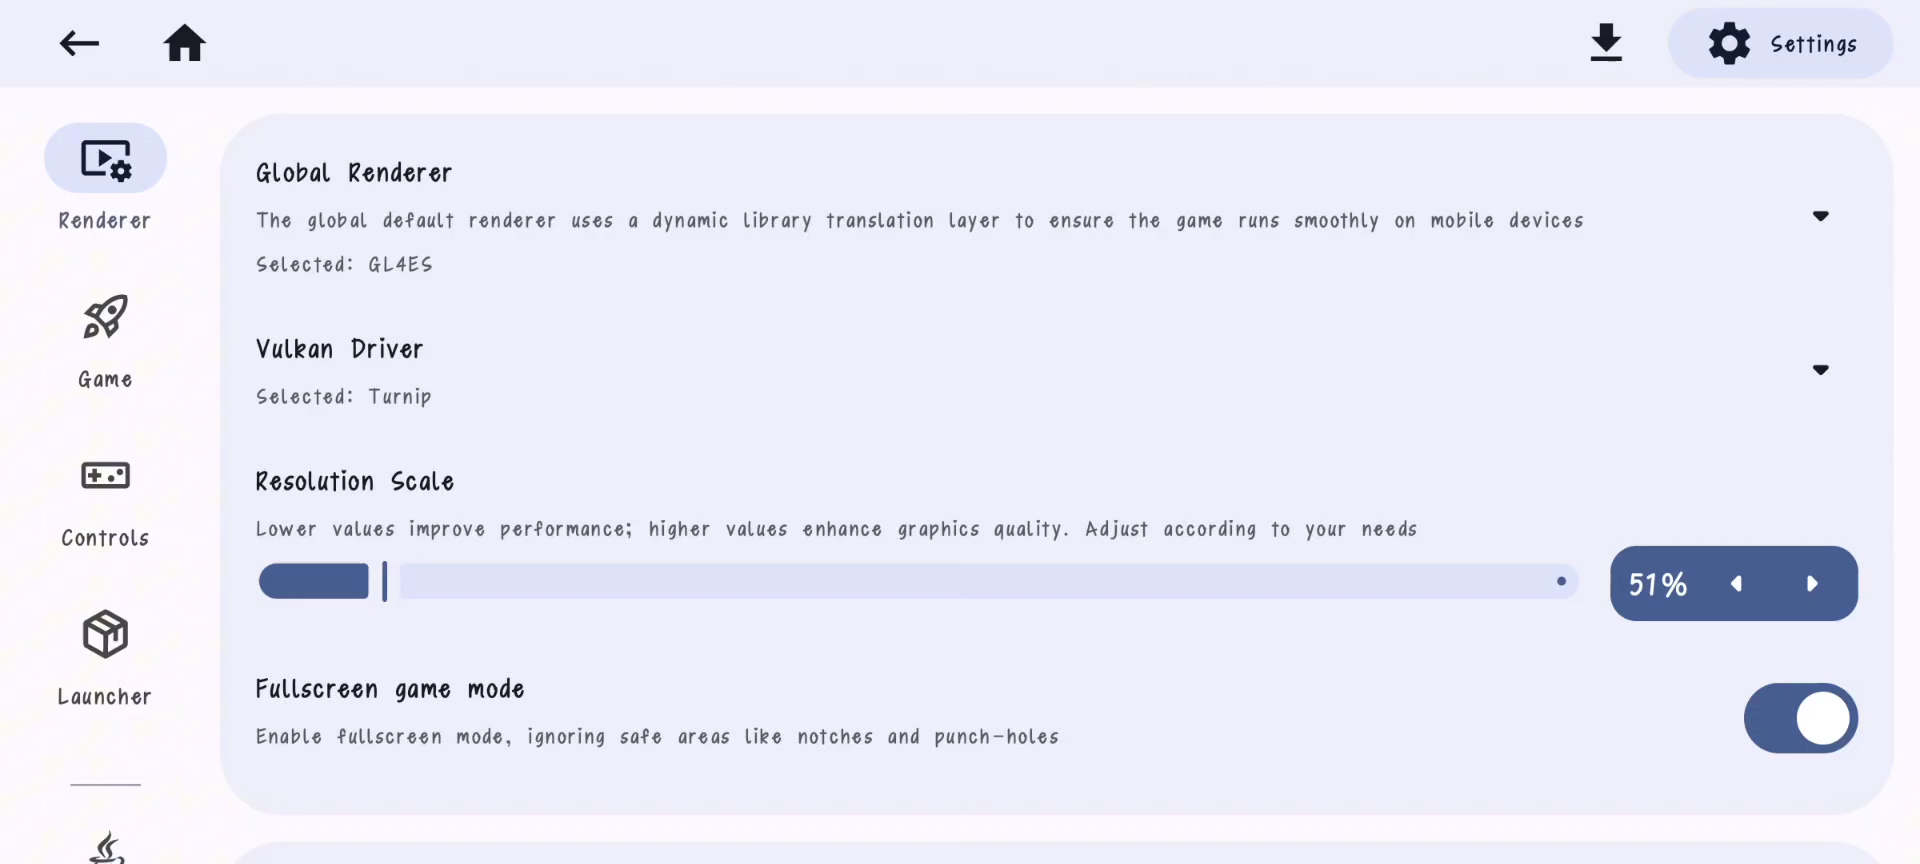 Settings
Renderer
Game
Controls
Launcher
Global Renderer
The global default renderer uses a dynamic library translation layer to ensure the game runs smoothly on mobile devices
Selected: GL4ES
Vulkan Driver
Selected: Turnip
Resolution Scale
Lower values improve performance; higher values enhance graphics quality. Adjust according to your needs
51%
Fullscreen game mode
Enable fullscreen mode, ignoring safe areas like notches and punch-holes